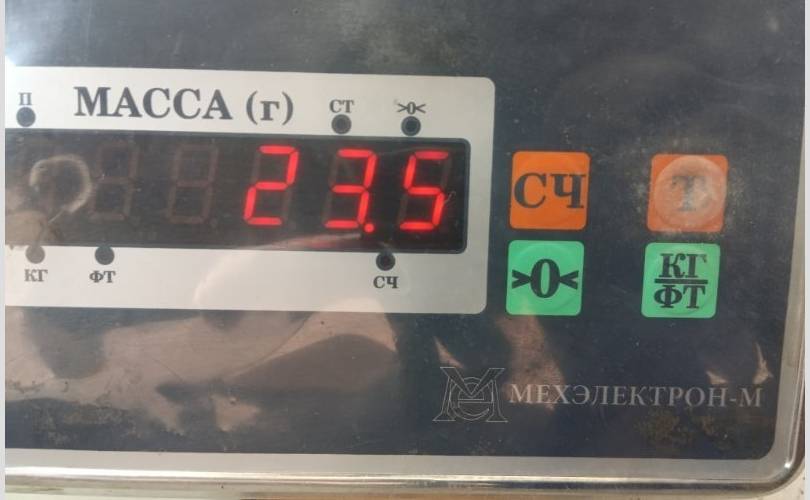 П
МАССА (г)
СТ
>0<
23.5
КГ
ФТ
СЧ
СЧ
Т
>0<
КГ
ФТ
МЕХЭЛЕКТРОН-М